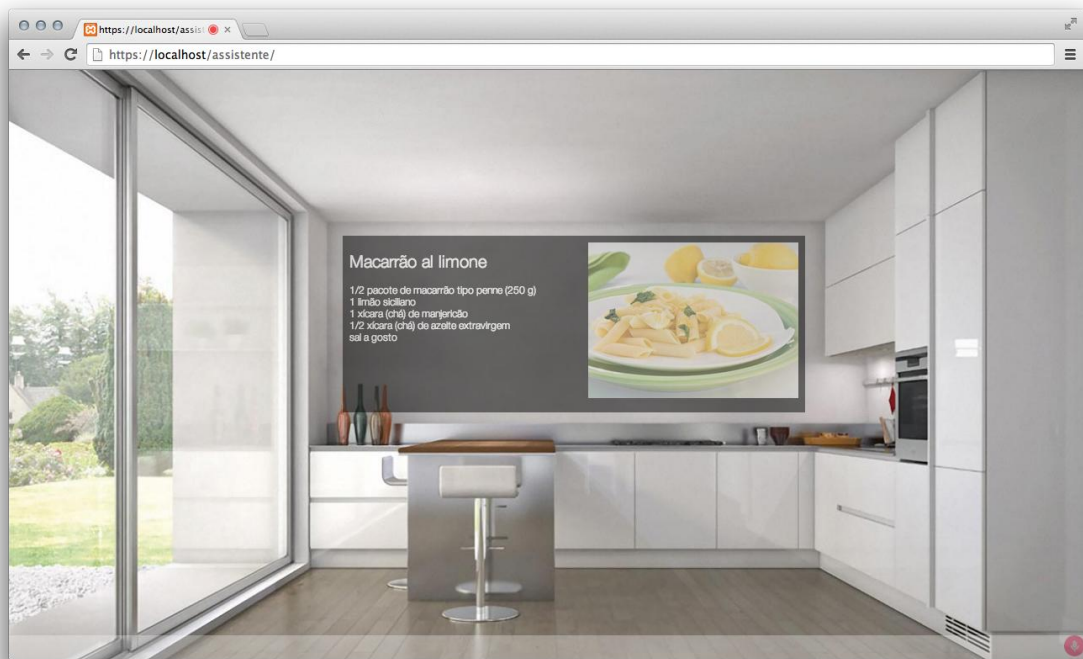 https://localhost/assist
https://localhost/assistente/
Macarrão al limone
1/2 pacote de macarrão tipo penne (250 g)
1 limão siciliano
1 xícara (chá) de manjericão
1/2 xícara (chá) de azeite extravirgem
sal a gosto